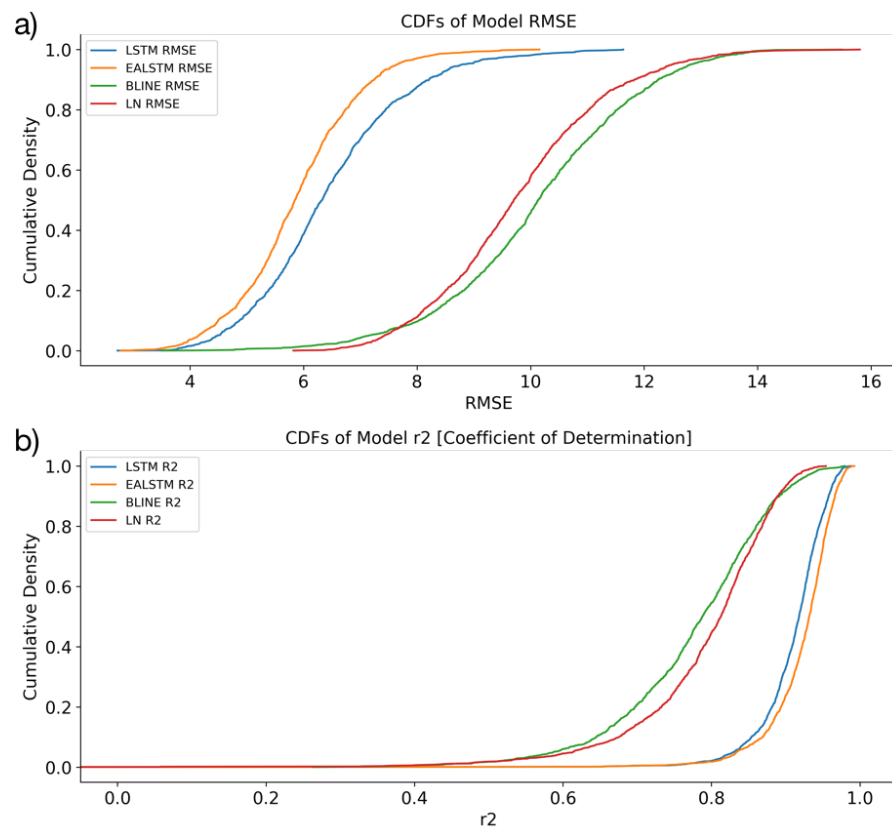 a)
CDFs of Model RMSE
LSTM RMSE
EALSTM RMSE
BLINE RMSE
LN RMSE
1.0
0.8
0.6
0.4
0.2
0.0
Cumulative Density
4 6 8 10 12 14 16
RMSE
b)
CDFs of Model r2 [Coefficient of Determination]
LSTM R2
EALSTM R2
BLINE R2
LN R2
1.0
0.8
0.6
0.4
0.2
0.0
Cumulative Density
0.0 0.2 0.4 0.6 0.8 1.0
r2